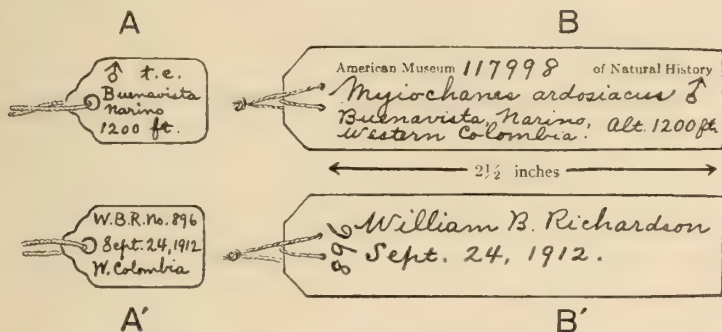 A
B
♂ t.e.
Buenavista
Narino
1200 ft.
American Museum 117998 of Natural History
Myiochanes ardosiacus ♂
Buenavista, Narino, Alt. 1200 ft
Western Colombia.
2½ inches
W.B.R. No. 896
Sept. 24, 1912
W. Colombia
896
William B. Richardson
Sept. 24, 1912.
A'
B'